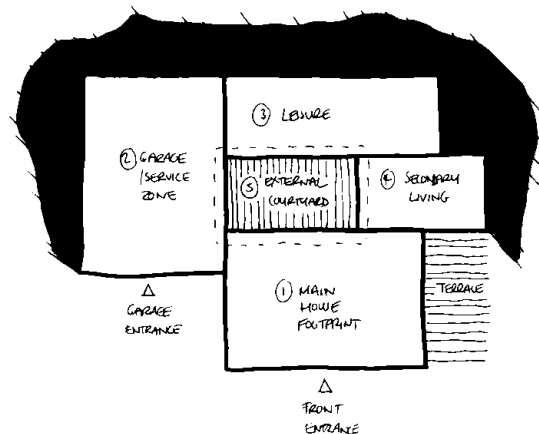 3 LEISURE
2 GARAGE
/SERVICE
ZONE
5 EXTERNAL
COURTYARD
4 SECONDARY
LIVING
1 MAIN
HOUSE
FOOTPRINT
TERRACE
GARAGE
ENTRANCE
FRONT
ENTRANCE